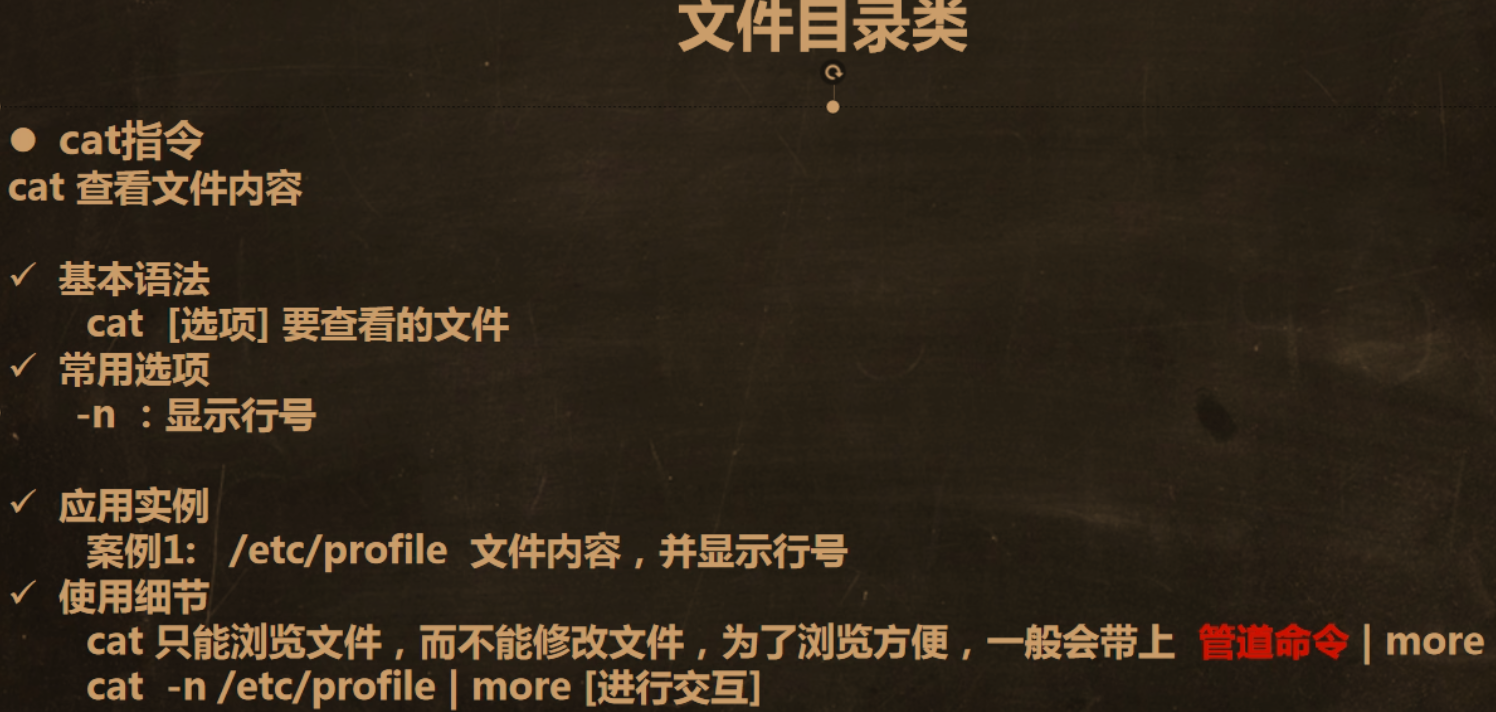 文件目录类
● cat指令
cat 查看文件内容
✓ 基本语法
cat [选项] 要查看的文件
✓ 常用选项
-n ：显示行号
✓ 应用实例
案例1: /etc/profile 文件内容，并显示行号
✓ 使用细节
cat 只能浏览文件，而不能修改文件，为了浏览方便，一般会带上 管道命令 | more
cat -n /etc/profile | more [进行交互]